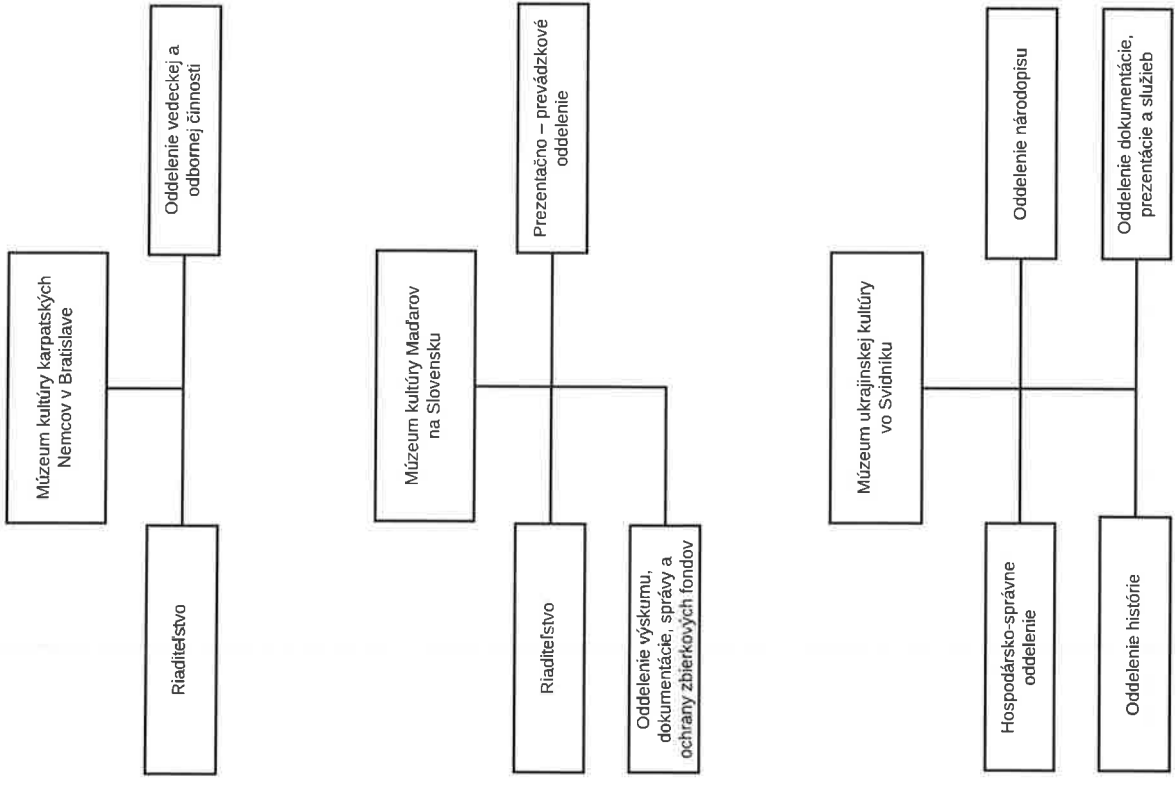 Múzeum kultúry karpatských
Nemcov v Bratislave
Riaditeľstvo
Oddelenie vedeckej a
odbornej činnosti
Múzeum kultúry Maďarov
na Slovensku
Riaditeľstvo
Prezentačno – prevádzkové
oddelenie
Oddelenie výskumu,
dokumentácie, správy a
ochrany zbierkových fondov
Múzeum ukrajinskej kultúry
vo Svidníku
Hospodársko-správne
oddelenie
Oddelenie národopisu
Oddelenie histórie
Oddelenie dokumentácie,
prezentácie a služieb